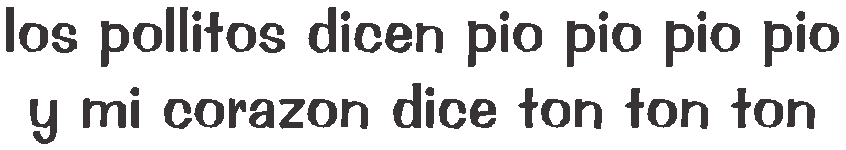 los pollitos dicen pio pio pio pio
y mi corazon dice ton ton ton